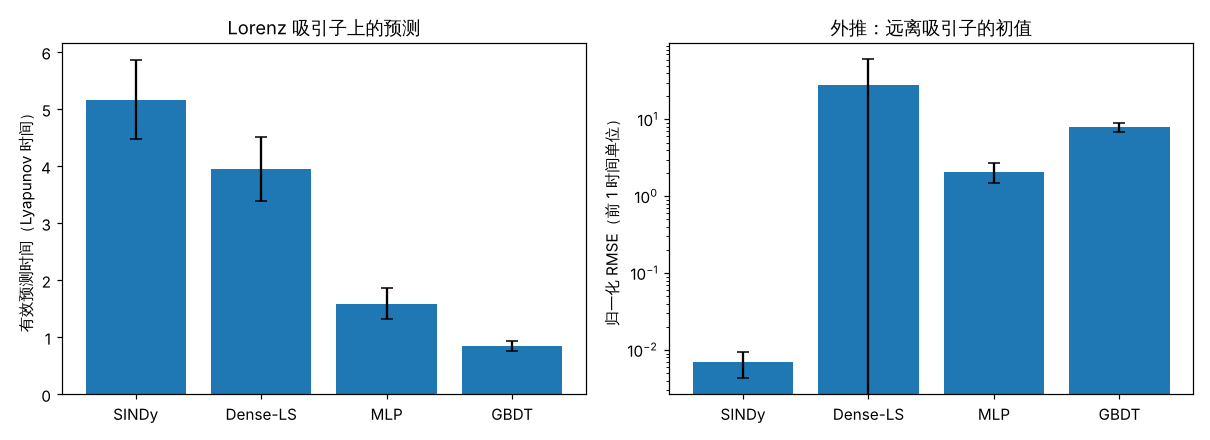 Lorenz 吸引子上的预测
有效预测时间（Lyapunov 时间）
6
5
4
3
2
1
0
SINDy
Dense-LS
MLP
GBDT
外推：远离吸引子的初值
归一化 RMSE（前 1 时间单位）
10¹
10⁰
10⁻¹
10⁻²
SINDy
Dense-LS
MLP
GBDT